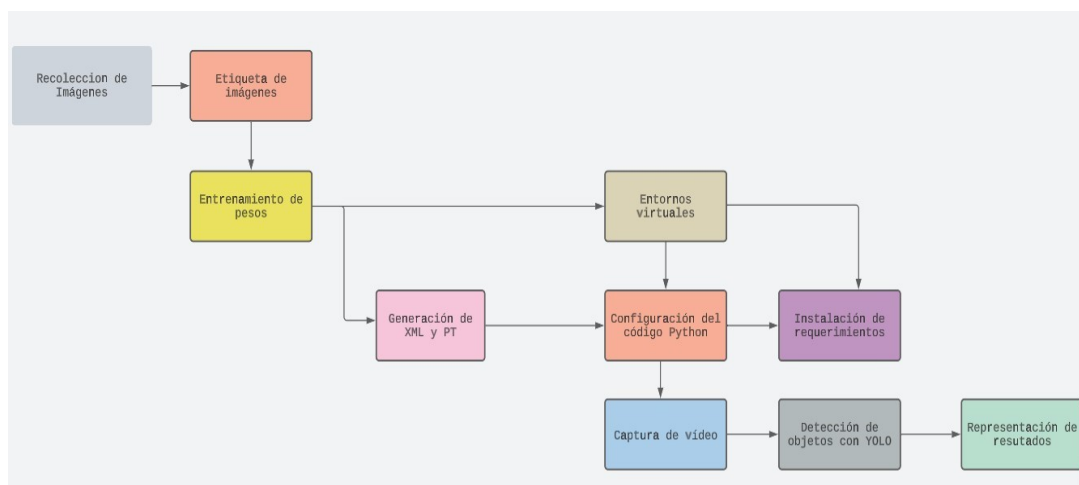 Recoleccion de
Imágenes
Etiqueta de
imágenes
Entrenamiento de
pesos
Entornos
virtuales
Generación de
XML y PT
Configuración del
código Python
Instalación de
requerimientos
Captura de vídeo
Detección de
objetos con YOLO
Representación de
resutados